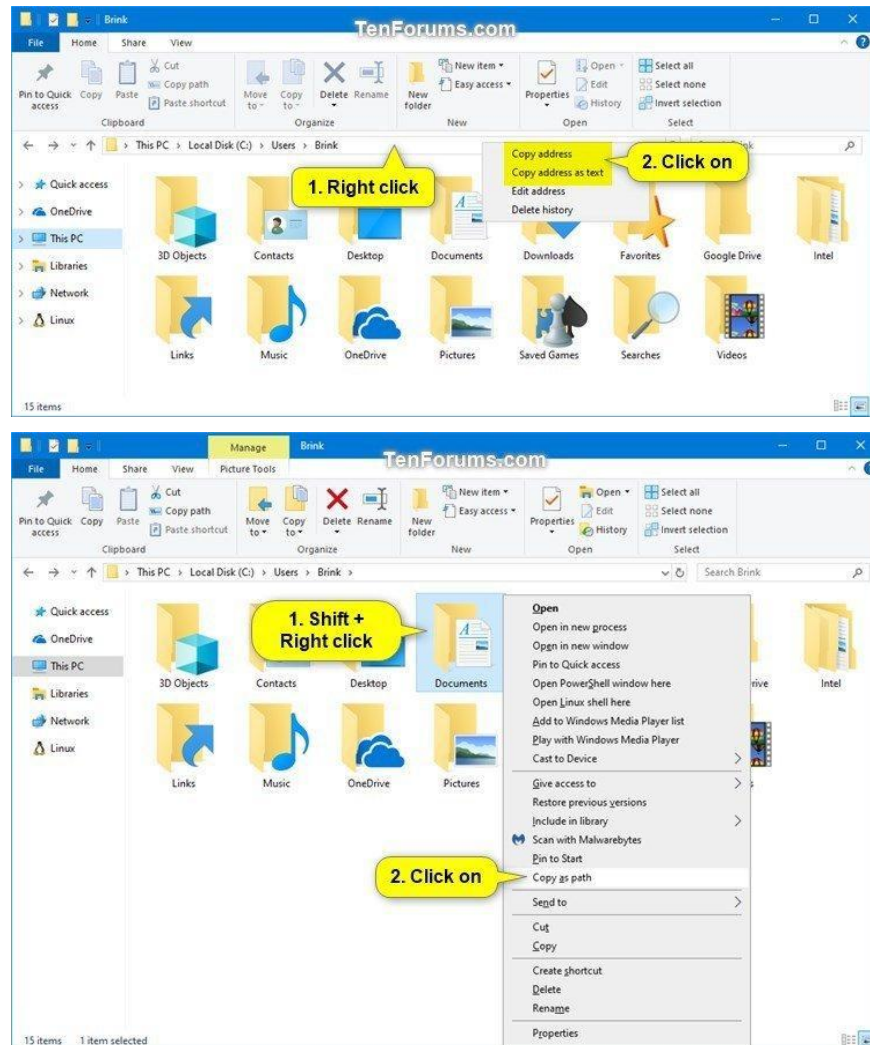 Brink
TenForums.com
File Home Share View
Pin to Quick access
Copy
Paste
Cut
Copy path
Paste shortcut
Move to
Copy to
Delete
Rename
New folder
New item
Easy access
Properties
Open
Edit
History
Select all
Select none
Invert selection
Clipboard Organize New Open Select
This PC > Local Disk (C:) > Users > Brink
1. Right click
Copy address
Copy address as text
Edit address
Delete history
2. Click on
Quick access
OneDrive
This PC
Libraries
Network
Linux
3D Objects Contacts Desktop Documents Downloads Favorites Google Drive Intel
Links Music OneDrive Pictures Saved Games Searches Videos
15 items
Manage Brink
TenForums.com
File Home Share View Picture Tools
Pin to Quick access
Copy
Paste
Cut
Copy path
Paste shortcut
Move to
Copy to
Delete
Rename
New folder
New item
Easy access
Properties
Open
Edit
History
Select all
Select none
Invert selection
Clipboard Organize New Open Select
This PC > Local Disk (C:) > Users > Brink >
Search Brink
Quick access
OneDrive
This PC
Libraries
Network
Linux
1. Shift +
Right click
3D Objects Contacts Desktop Documents Intel
Links Music OneDrive Pictures
Open
Open in new process
Open in new window
Pin to Quick access
Open PowerShell window here
Open Linux shell here
Add to Windows Media Player list
Play with Windows Media Player
Cast to Device
Give access to
Restore previous versions
Include in library
Scan with Malwarebytes
Pin to Start
2. Click on
Copy as path
Send to
Cut
Copy
Create shortcut
Delete
Rename
Properties
15 items 1 item selected